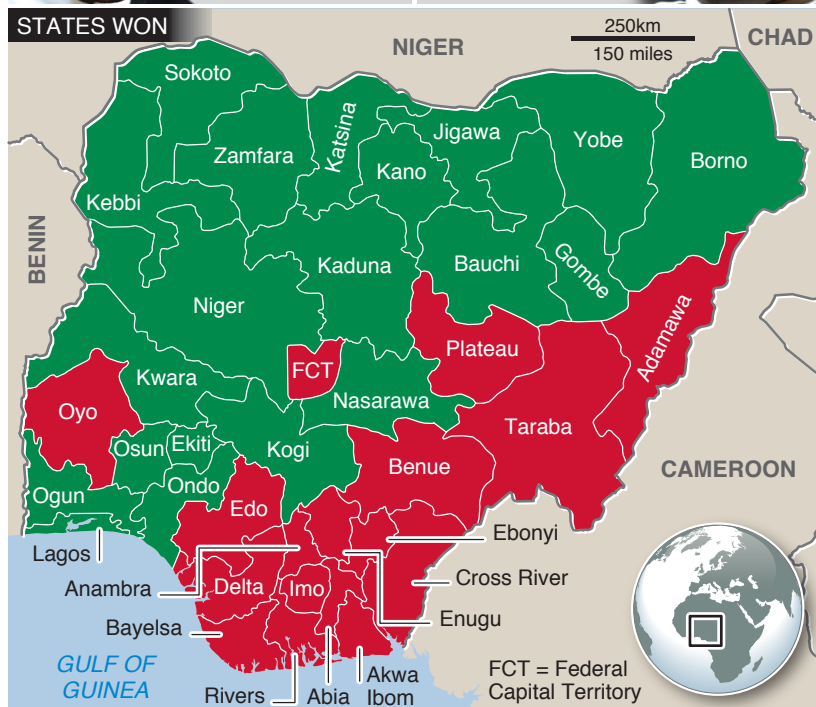 STATES WON
250km
150 miles
NIGER
CHAD
Sokoto
Katsina
Jigawa
Yobe
Borno
Zamfara
Kano
Kebbi
BENIN
Kaduna
Bauchi
Gombe
Niger
Adamawa
Plateau
FCT
Kwara
Nasarawa
Oyo
Taraba
Osun
Ekiti
Kogi
Benue
CAMEROON
Ogun
Ondo
Edo
Ebonyi
Lagos
Anambra
Delta
Imo
Cross River
Enugu
Bayelsa
GULF OF
GUINEA
Rivers
Abia
Akwa
Ibom
FCT = Federal
Capital Territory